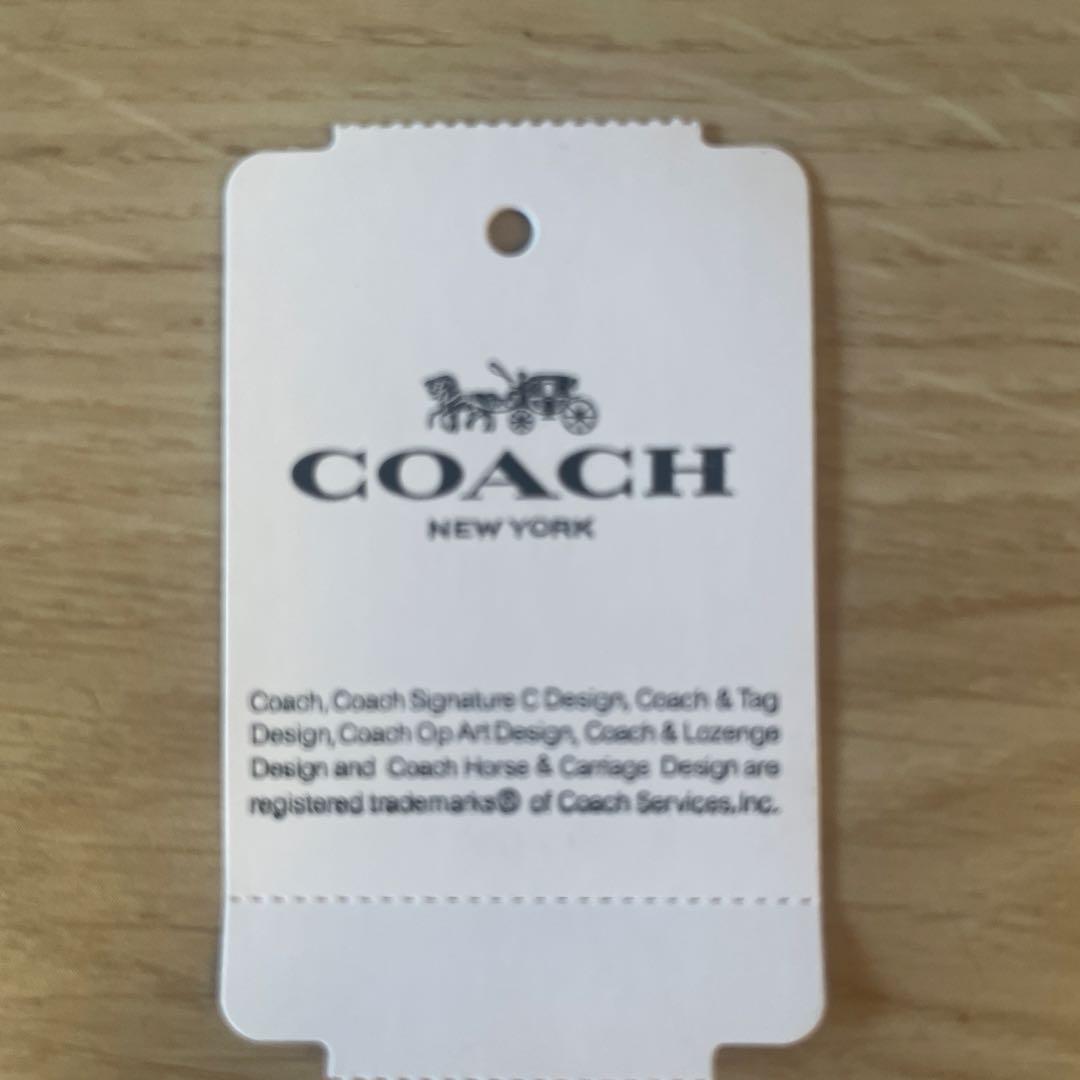 COACH
NEW YORK
Coach, Coach Signature C Design, Coach & Tag
Design, Coach Op Art Design, Coach & Lozenge
Design and Coach Horse & Carriage Design are
registered trademarks® of Coach Services, Inc.